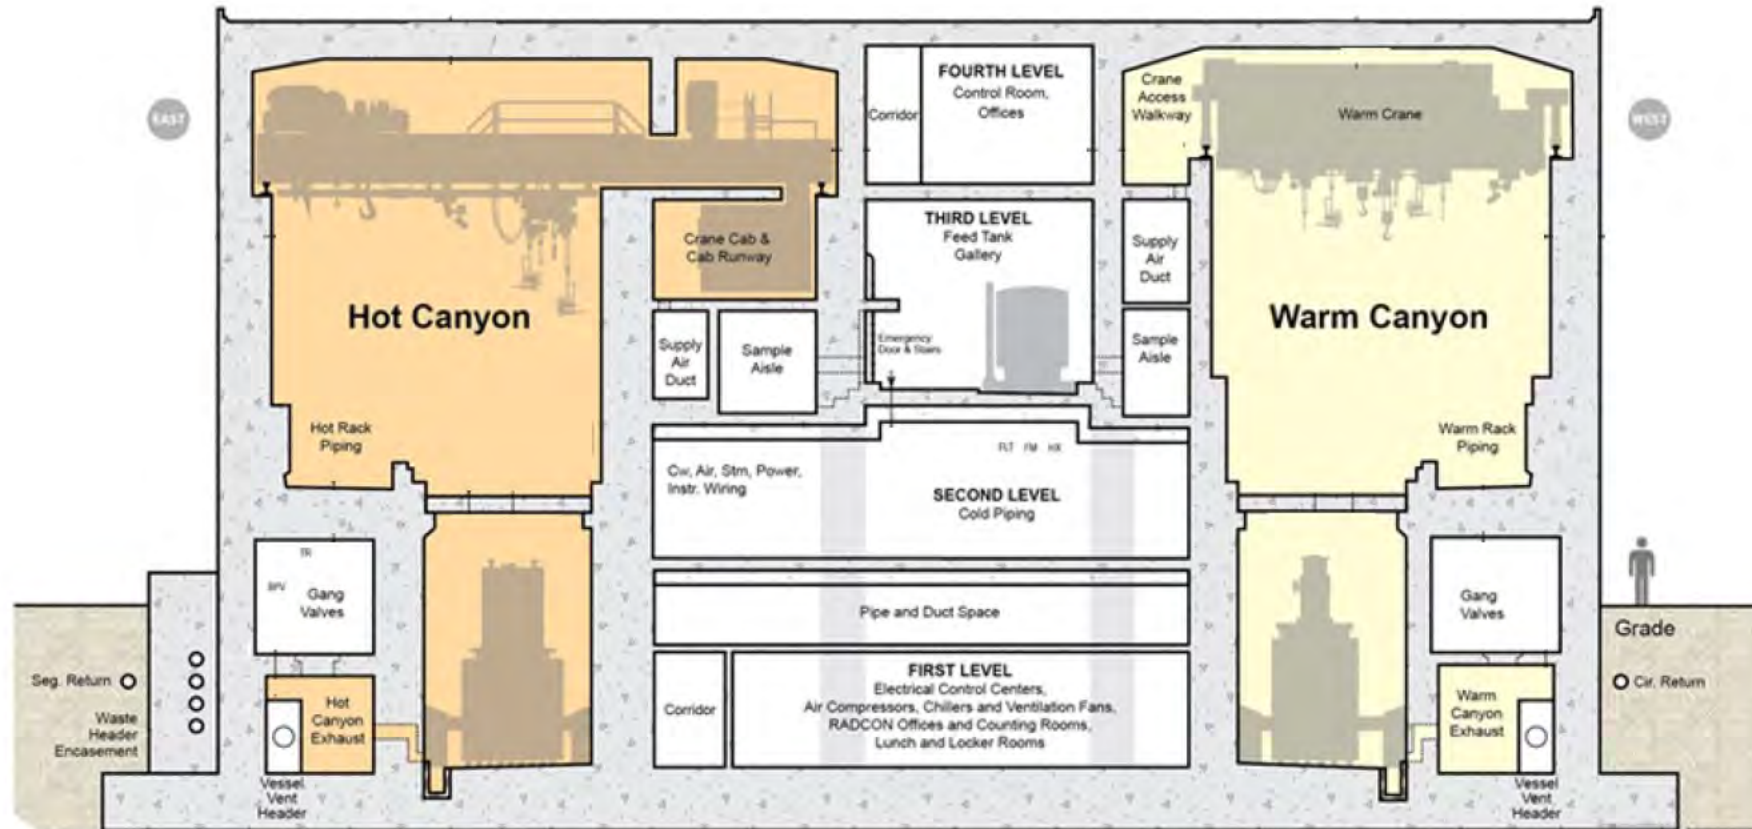 EAST
WEST
FOURTH LEVEL
Control Room,
Offices
Corridor
Crane
Access
Walkway
Warm Crane
THIRD LEVEL
Feed Tank
Gallery
Crane Cab &
Cab Runway
Supply
Air
Duct
Hot Canyon
Warm Canyon
Supply
Air
Duct
Sample
Aisle
Emergency
Door & Stairs
Sample
Aisle
Hot Rack
Piping
Warm Rack
Piping
FLT FM HX
Cw, Air, Stm, Power,
Instr. Wiring
SECOND LEVEL
Cold Piping
TR
Gang
Valves
Gang
Valves
Pipe and Duct Space
Grade
Seg. Return
Cir. Return
Waste
Header
Encasement
Hot
Canyon
Exhaust
Corridor
FIRST LEVEL
Electrical Control Centers,
Air Compressors, Chillers and Ventilation Fans,
RADCON Offices and Counting Rooms,
Lunch and Locker Rooms
Warm
Canyon
Exhaust
Vessel
Vent
Header
Vessel
Vent
Header